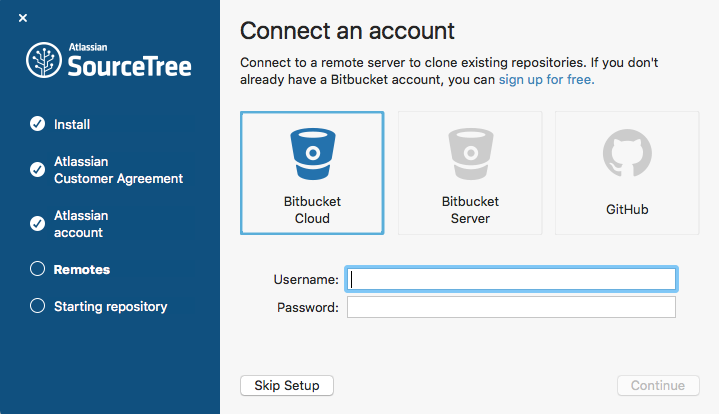 Atlassian
SourceTree
Install
Atlassian
Customer Agreement
Atlassian
account
Remotes
Starting repository
Connect an account
Connect to a remote server to clone existing repositories. If you don't
already have a Bitbucket account, you can sign up for free.
Bitbucket
Cloud
Bitbucket
Server
GitHub
Username:
Password:
Skip Setup
Continue